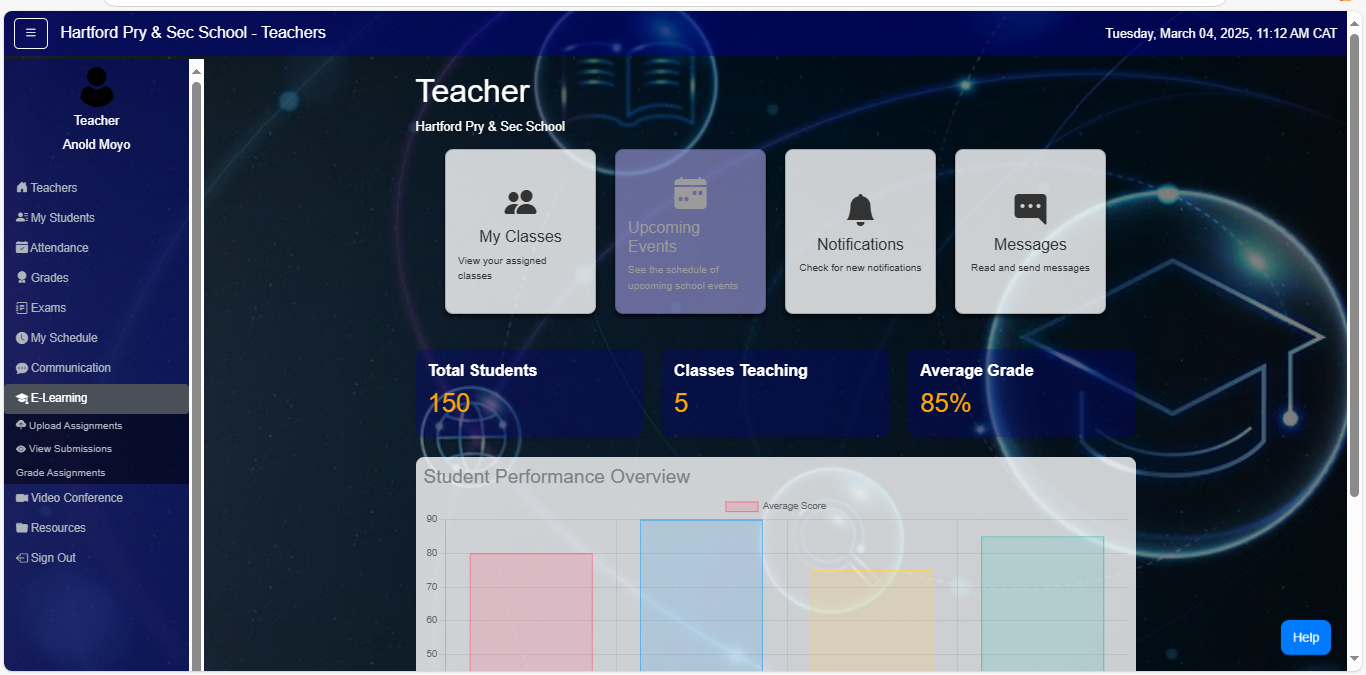 Hartford Pry & Sec School - Teachers
Tuesday, March 04, 2025, 11:12 AM CAT
Teacher
Anold Moyo
Teachers
My Students
Attendance
Grades
Exams
My Schedule
Communication
E-Learning
Upload Assignments
View Submissions
Grade Assignments
Video Conference
Resources
Sign Out
Teacher
Hartford Pry & Sec School
My Classes
View your assigned
classes
Upcoming
Events
See the schedule of
upcoming school events
Notifications
Check for new notifications
Messages
Read and send messages
Total Students
150
Classes Teaching
5
Average Grade
85%
Student Performance Overview
Average Score
90
80
70
60
50
Help